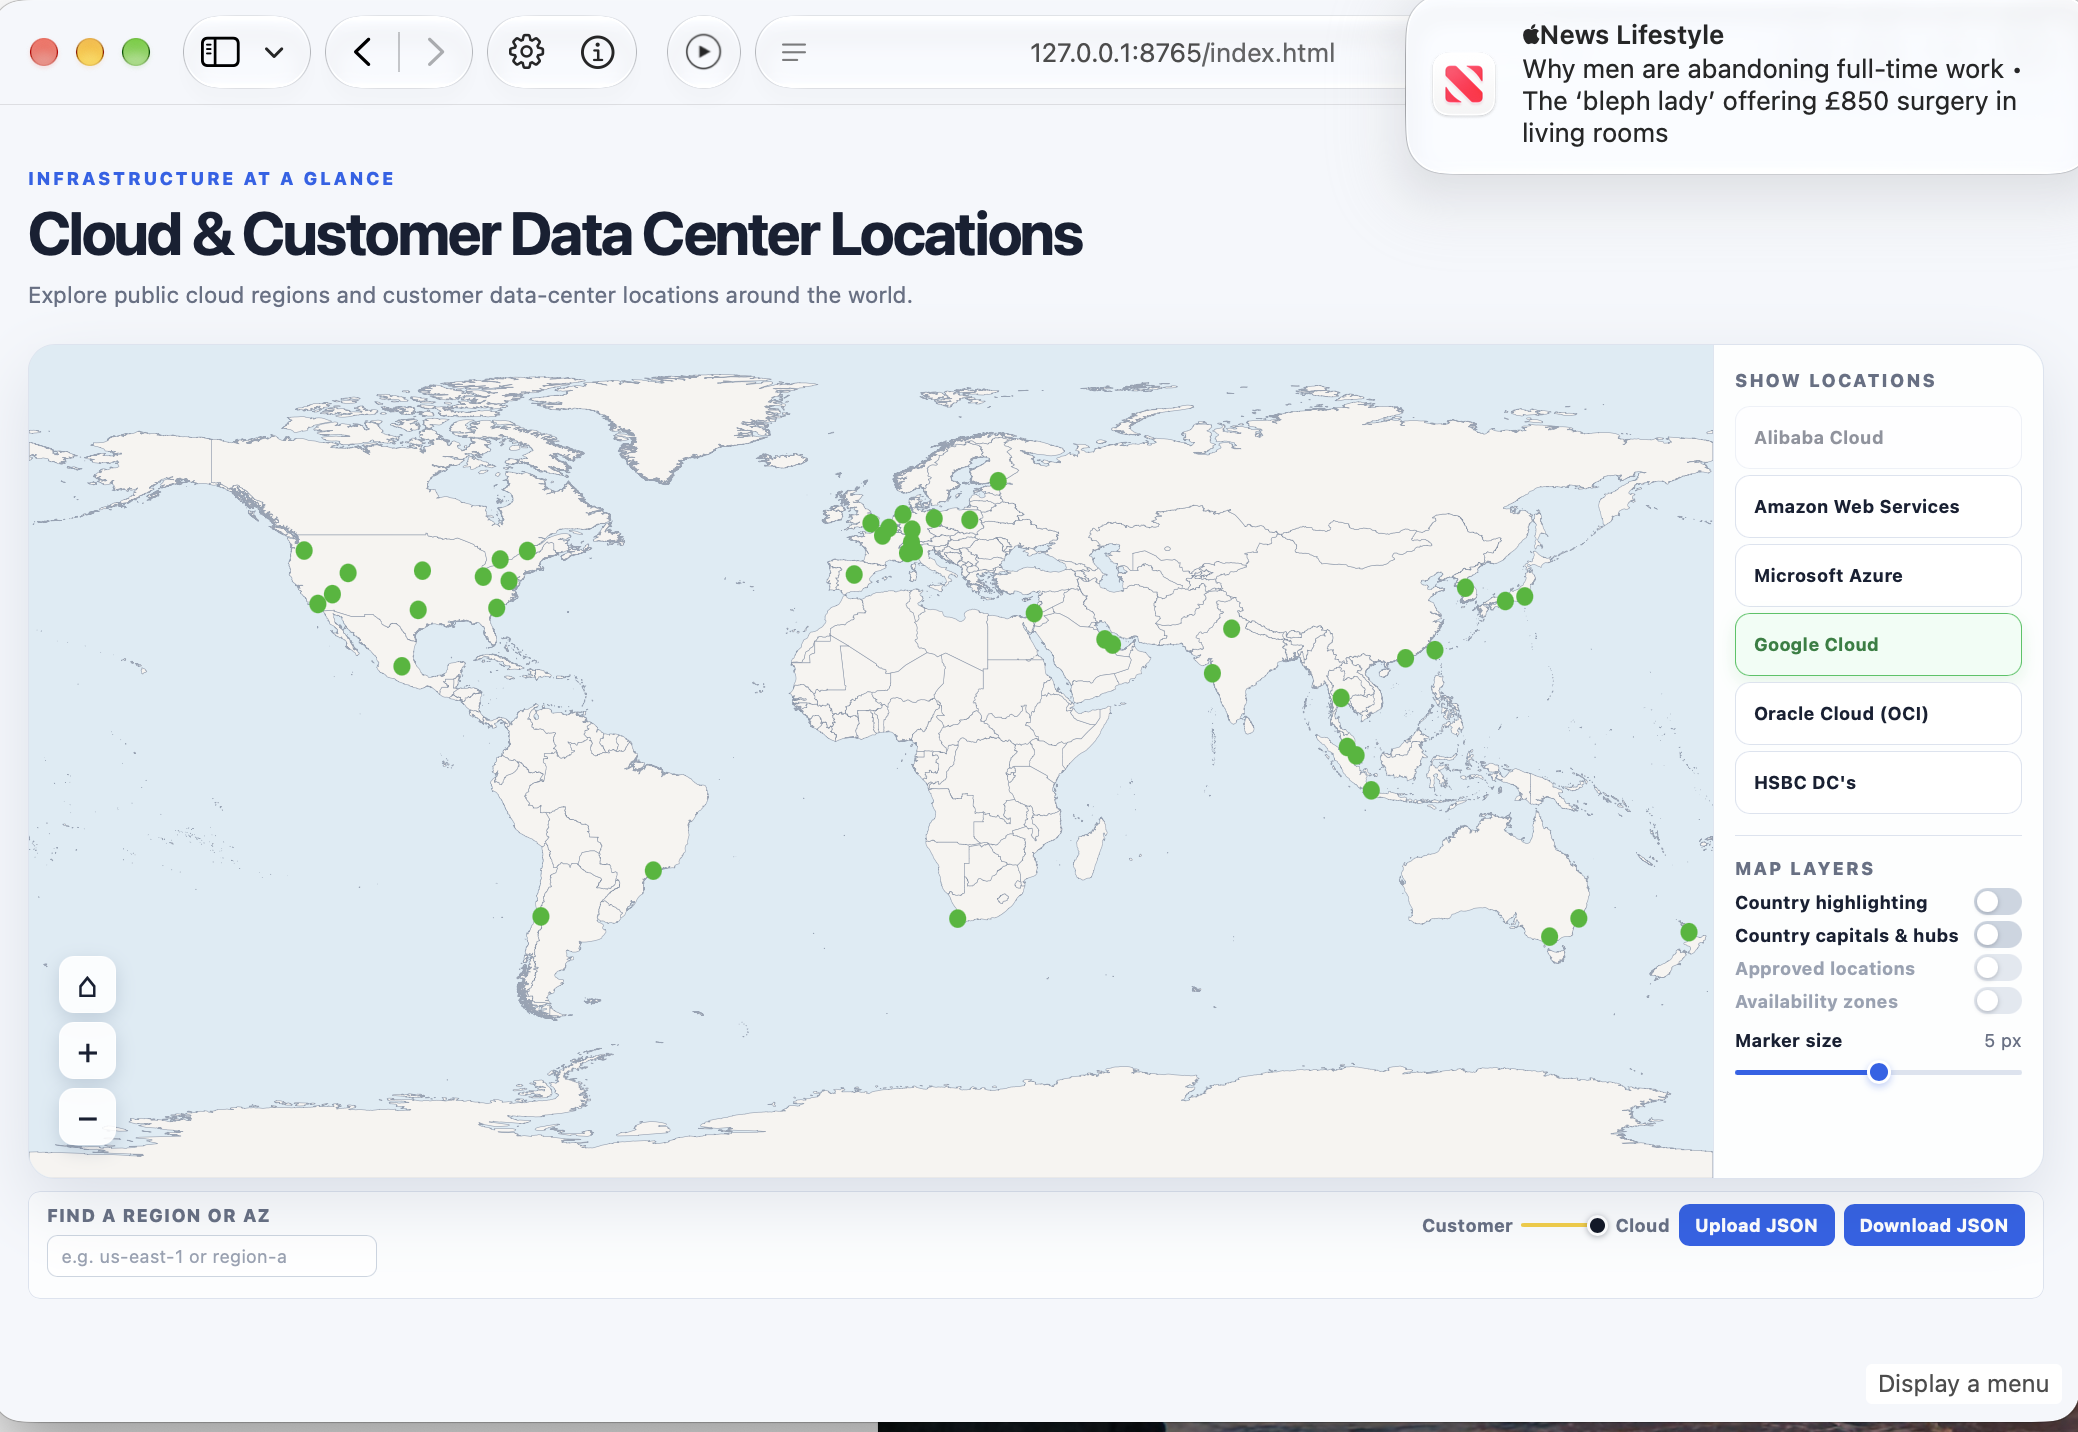 127.0.0.1:8765/index.html
News Lifestyle
Why men are abandoning full-time work •
The ‘bleph lady’ offering £850 surgery in
living rooms
INFRASTRUCTURE AT A GLANCE
Cloud & Customer Data Center Locations
Explore public cloud regions and customer data-center locations around the world.
SHOW LOCATIONS
Alibaba Cloud
Amazon Web Services
Microsoft Azure
Google Cloud
Oracle Cloud (OCI)
HSBC DC's
MAP LAYERS
Country highlighting
Country capitals & hubs
Approved locations
Availability zones
Marker size 5 px
FIND A REGION OR AZ
e.g. us-east-1 or region-a
Customer Cloud Upload JSON Download JSON
Display a menu